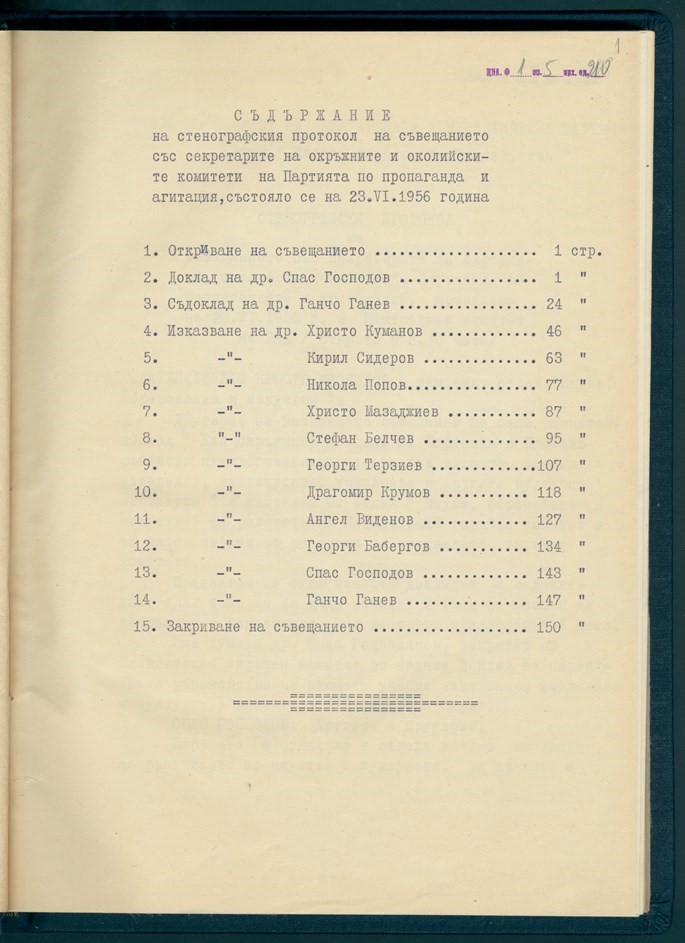 1
ЦПА. Ф 1 оп. 5 арх. ед. 210
СЪДЪРЖАНИЕ
на стенографския протокол на съвещанието
със секретарите на окръжните и околийски-
те комитети на Партията по пропаганда и
агитация,състояло се на 23.VI.1956 година
1. Откриване на съвещанието .................... 1 стр.
2. Доклад на др. Спас Господов ................. 1 "
3. Съдоклад на др. Ганчо Ганев ................. 24 "
4. Изказване на др. Христо Куманов ............. 46 "
5. -"- Кирил Сидеров .............. 63 "
6. -"- Никола Попов................ 77 "
7. -"- Христо Мазаджиев ........... 87 "
8. "-" Стефан Белчев .............. 95 "
9. -"- Георги Терзиев .............107 "
10. -"- Драгомир Крумов ............ 118 "
11. -"- Ангел Виденов ............. 127 "
12. -"- Георги Бабергов ........... 134 "
13. -"- Спас Господов ............. 143 "
14. -"- Ганчо Ганев ............... 147 "
15. Закриване на съвещанието ................... 150 "